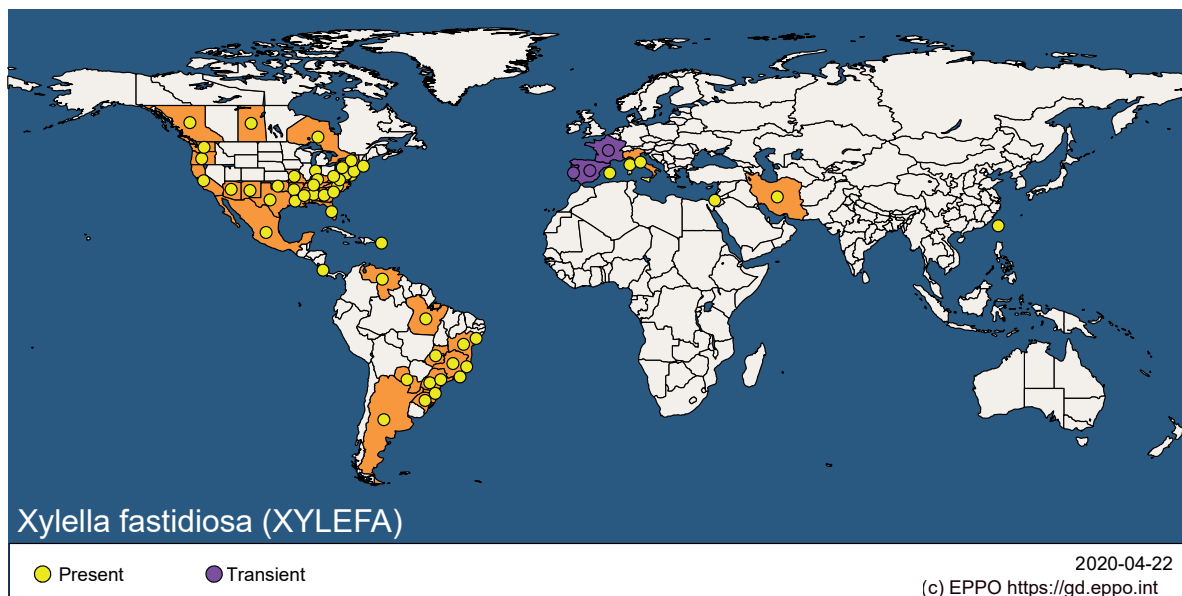 Xylella fastidiosa (XYLEFA)
Present
Transient
2020-04-22
(c) EPPO https://gd.eppo.int